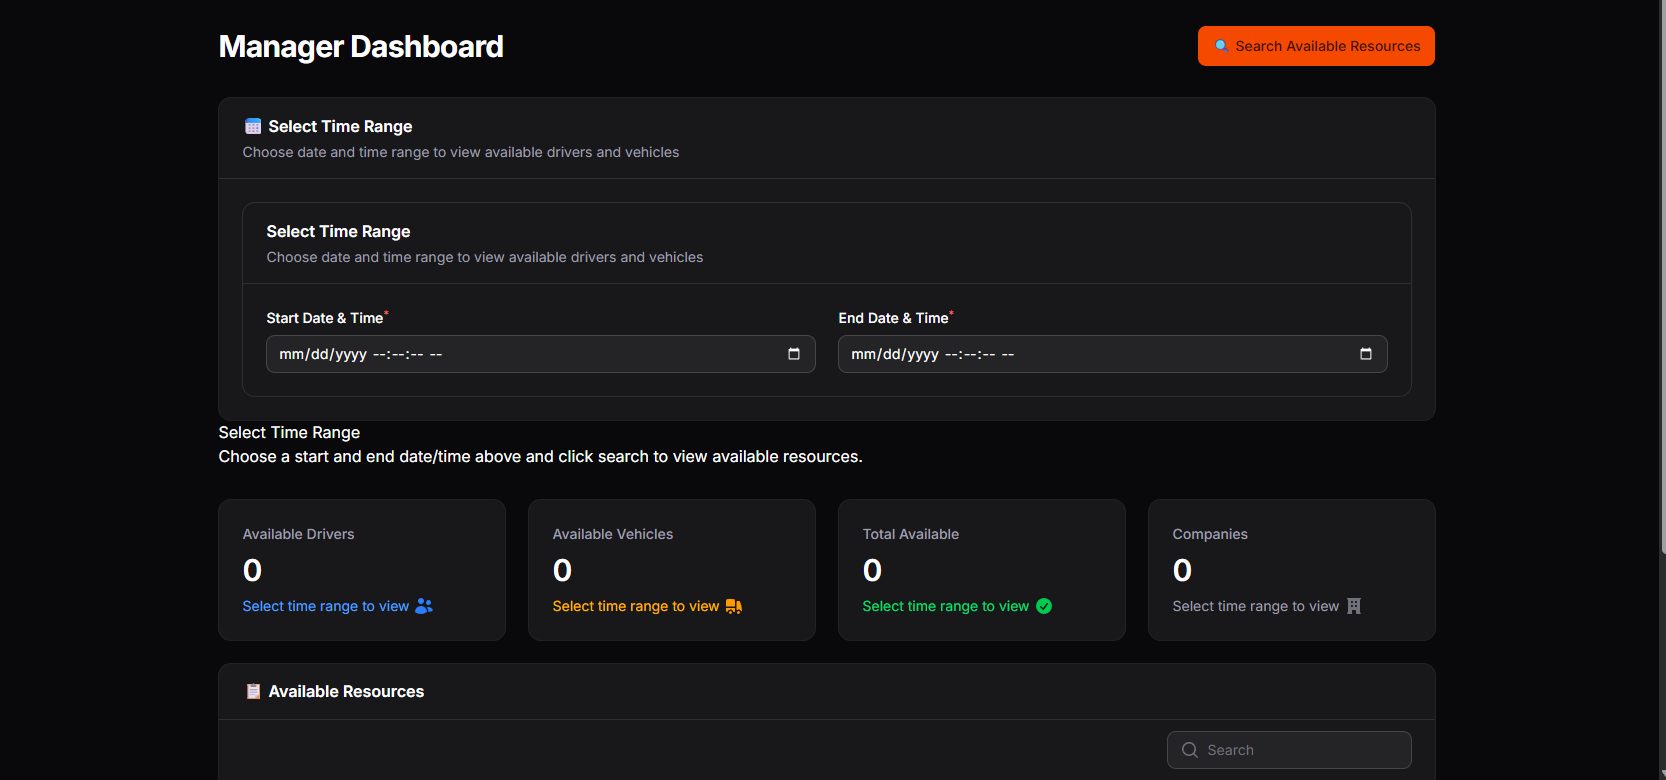 Manager Dashboard
Search Available Resources
Select Time Range
Choose date and time range to view available drivers and vehicles
Select Time Range
Choose date and time range to view available drivers and vehicles
Start Date & Time*
End Date & Time*
mm/dd/yyyy --:--:-- --
mm/dd/yyyy --:--:-- --
Select Time Range
Choose a start and end date/time above and click search to view available resources.
Available Drivers
0
Select time range to view
Available Vehicles
0
Select time range to view
Total Available
0
Select time range to view
Companies
0
Select time range to view
Available Resources
Search